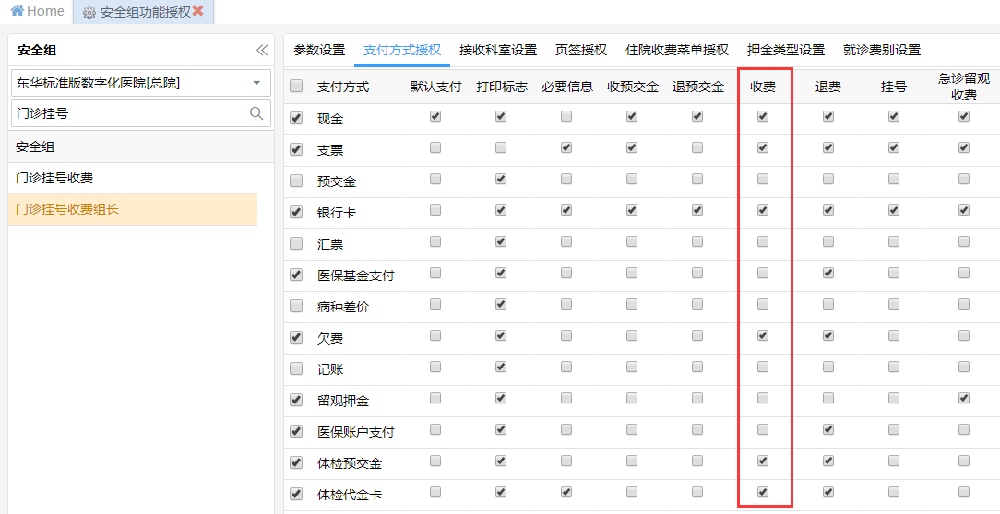 Home 安全组功能授权
安全组
东华标准版数字化医院[总院]
门诊挂号
安全组
门诊挂号收费
门诊挂号收费组长
参数设置 支付方式授权 接收科室设置 页签授权 住院收费菜单授权 押金类型设置 就诊费别设置
支付方式 默认支付 打印标志 必要信息 收预交金 退预交金 收费 退费 挂号 急诊留观
收费
现金
支票
预交金
银行卡
汇票
医保基金支付
病种差价
欠费
记账
留观押金
医保账户支付
体检预交金
体检代金卡